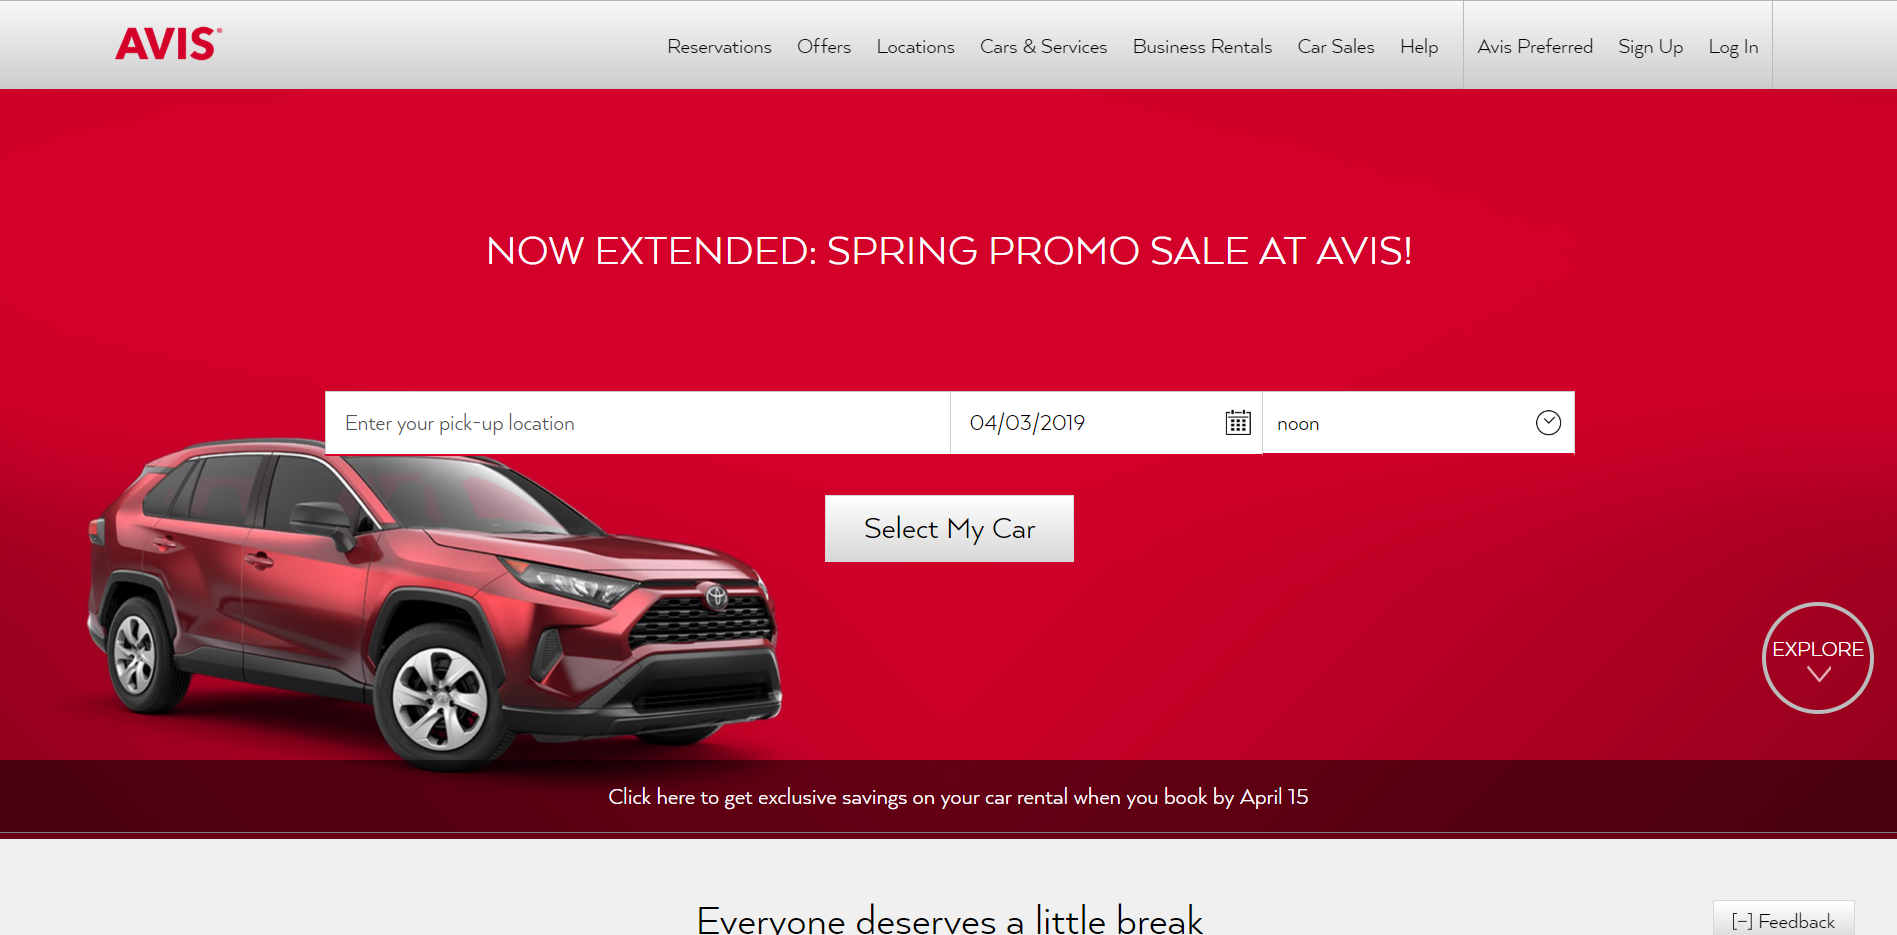 AVIS®
Reservations Offers Locations Cars & Services Business Rentals Car Sales Help Avis Preferred Sign Up Log In
NOW EXTENDED: SPRING PROMO SALE AT AVIS!
Enter your pick-up location 04/03/2019 noon
Select My Car
EXPLORE
Click here to get exclusive savings on your car rental when you book by April 15
Everyone deserves a little break
[-] Feedback